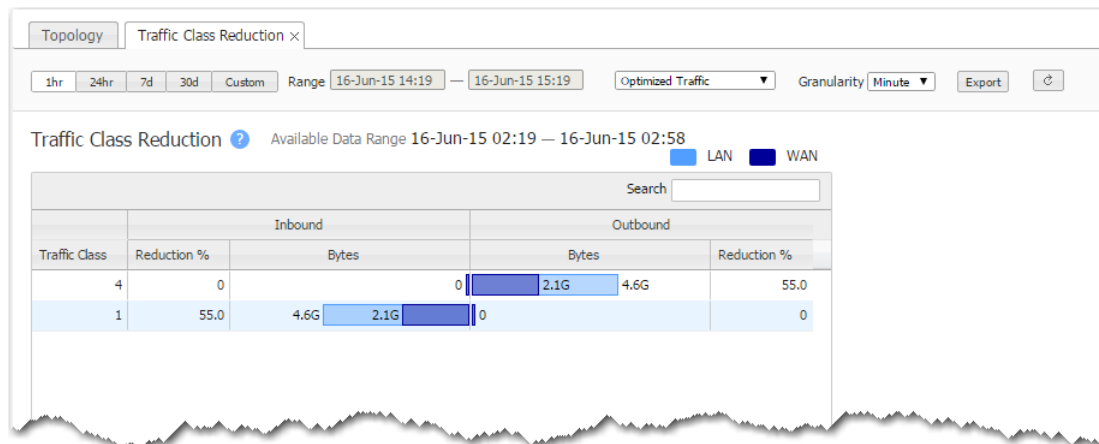 Topology Traffic Class Reduction ×
1hr 24hr 7d 30d Custom Range 16-Jun-15 14:19 — 16-Jun-15 15:19 Optimized Traffic ▼ Granularity Minute ▼ Export
Traffic Class Reduction ? Available Data Range 16-Jun-15 02:19 — 16-Jun-15 02:58
LAN WAN
Search
Inbound Outbound
Traffic Class Reduction % Bytes Bytes Reduction %
4 0 0 2.1G 4.6G 55.0
1 55.0 4.6G 2.1G 0 0